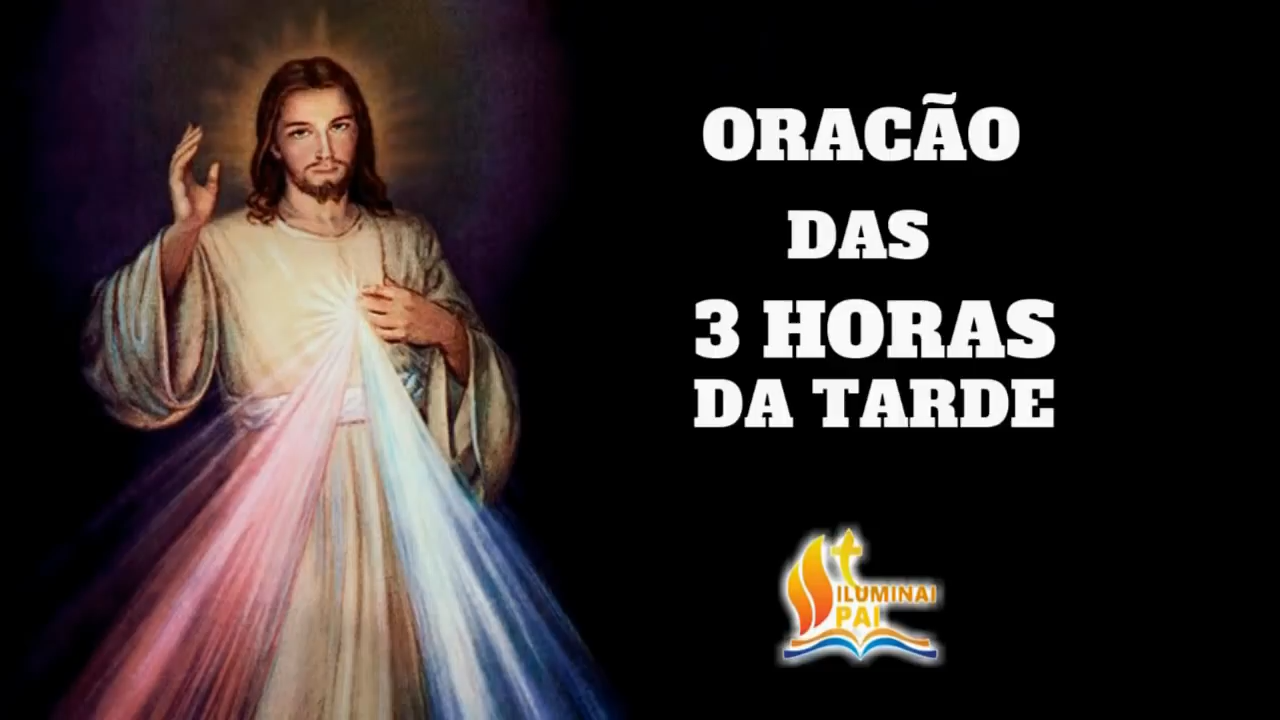 ORACÃO
DAS
3 HORAS
DA TARDE
ILUMINAI
PAI